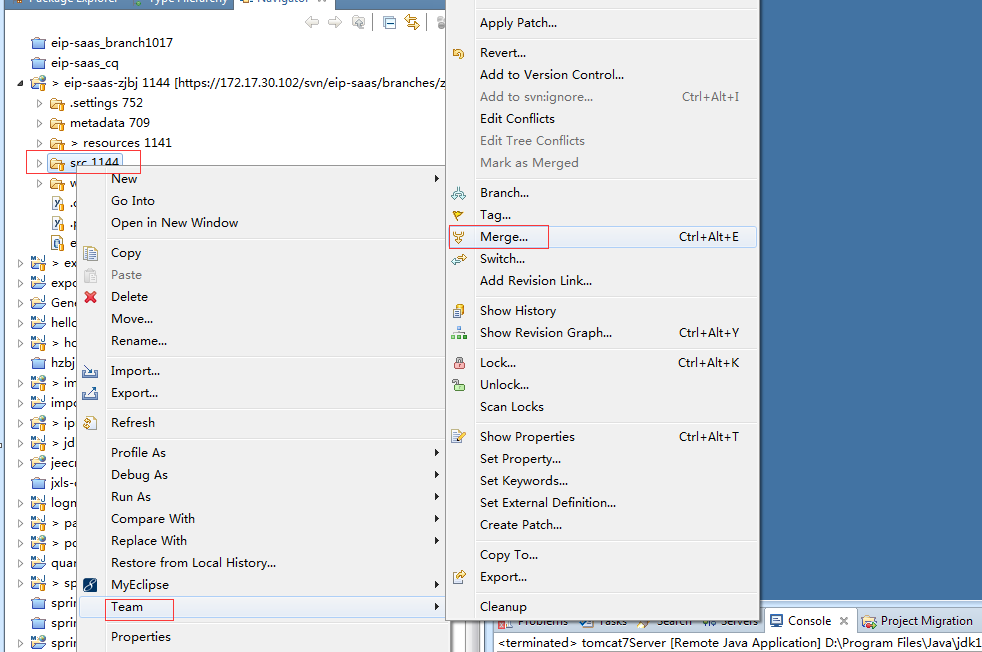 Package Explorer
Type Hierarchy
Navigator
eip-saas_branch1017
eip-saas_cq
> eip-saas-zjbj 1144 [https://172.17.30.102/svn/eip-saas/branches/z
.settings 752
metadata 709
> resources 1141
src 1144
New
Go Into
Open in New Window
Copy
Paste
Delete
Move...
Rename...
Import...
Export...
Refresh
Profile As
Debug As
Run As
Compare With
Replace With
Restore from Local History...
MyEclipse
Team
Properties
> ex
expo
Gene
hello
> ho
hzbj
> im
impo
> ip
> jd
jeecr
jxls-
logn
> pa
> po
quar
> sp
sprin
sprin
sprin
Apply Patch...
Revert...
Add to Version Control...
Add to svn:ignore... Ctrl+Alt+I
Edit Conflicts
Edit Tree Conflicts
Mark as Merged
Branch...
Tag...
Merge... Ctrl+Alt+E
Switch...
Add Revision Link...
Show History
Show Revision Graph... Ctrl+Alt+Y
Lock... Ctrl+Alt+K
Unlock...
Scan Locks
Show Properties Ctrl+Alt+T
Set Property...
Set Keywords...
Set External Definition...
Create Patch...
Copy To...
Export...
Cleanup
Problems Tasks Search Servers Console Project Migration
<terminated> tomcat7Server [Remote Java Application] D:\Program Files\Java\jdk1